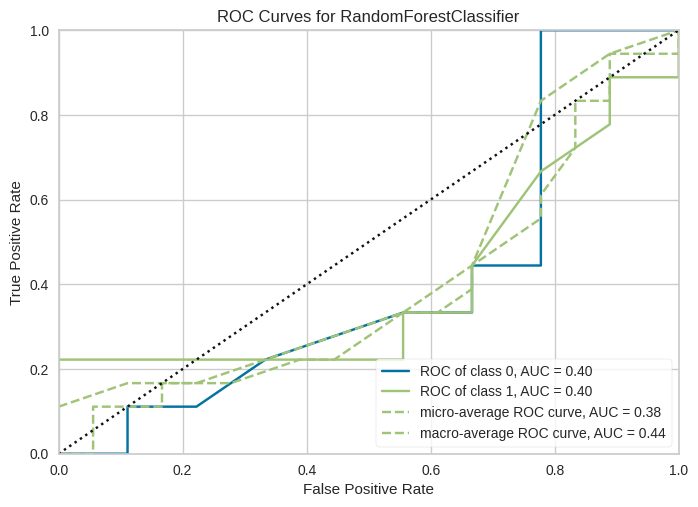 ROC Curves for RandomForestClassifier
True Positive Rate
1.0
0.8
0.6
0.4
0.2
0.0
ROC of class 0, AUC = 0.40
ROC of class 1, AUC = 0.40
micro-average ROC curve, AUC = 0.38
macro-average ROC curve, AUC = 0.44
0.0 0.2 0.4 0.6 0.8 1.0
False Positive Rate